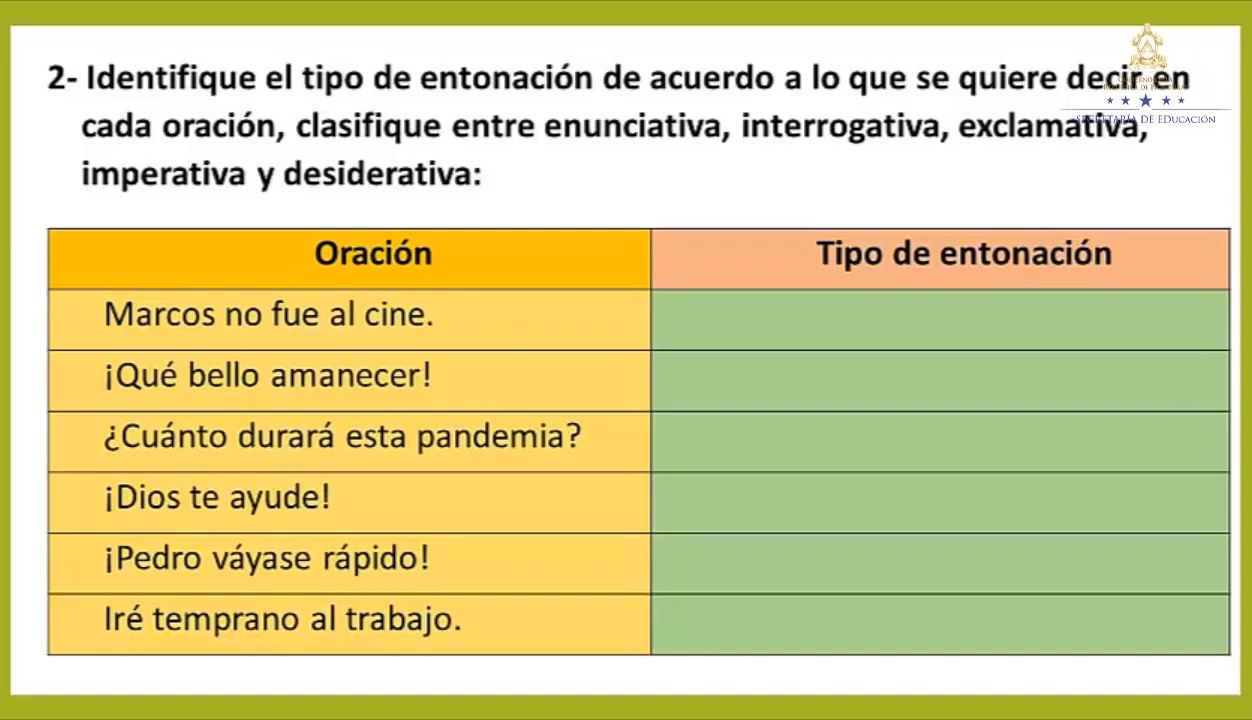 2- Identifique el tipo de entonación de acuerdo a lo que se quiere decir en
cada oración, clasifique entre enunciativa, interrogativa, exclamativa,
imperativa y desiderativa:
SECRETARÍA DE EDUCACIÓN
Oración
Tipo de entonación
Marcos no fue al cine.
¡Qué bello amanecer!
¿Cuánto durará esta pandemia?
¡Dios te ayude!
¡Pedro váyase rápido!
Iré temprano al trabajo.